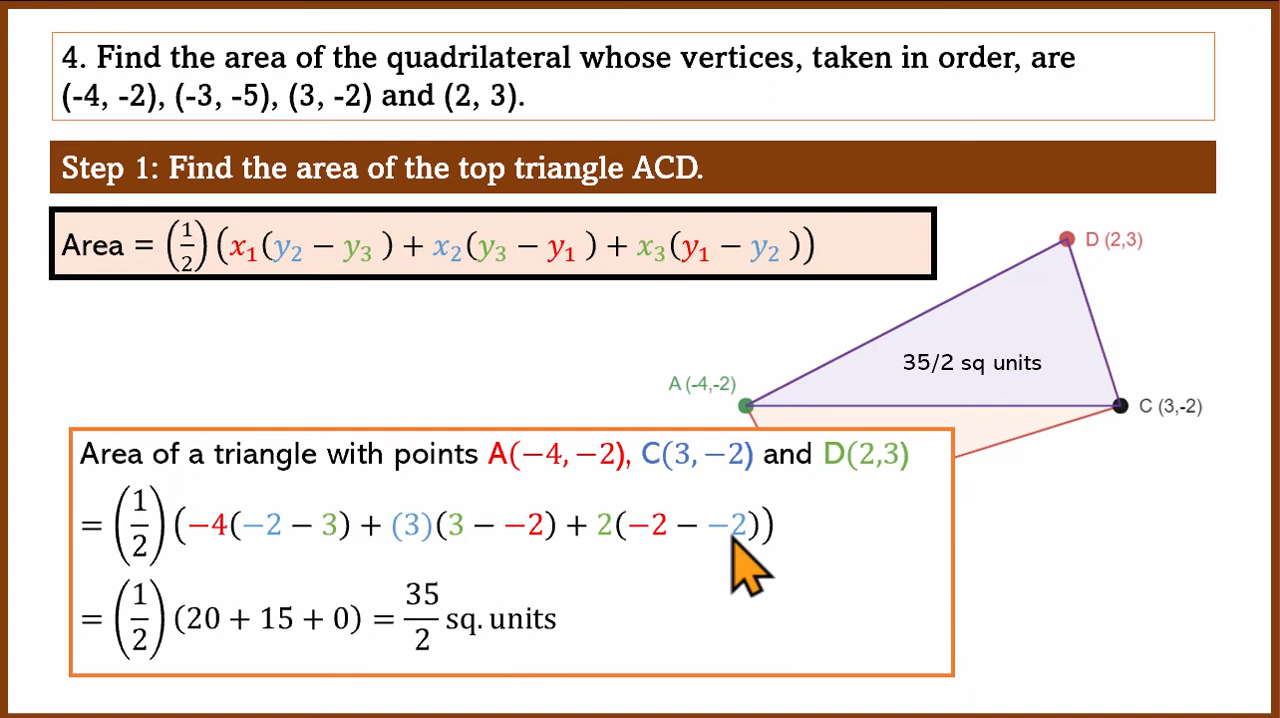 4. Find the area of the quadrilateral whose vertices, taken in order, are
(-4, -2), (-3, -5), (3, -2) and (2, 3).
Step 1: Find the area of the top triangle ACD.
Area = (1/2)(x₁(y₂ − y₃ ) + x₂(y₃ − y₁ ) + x₃(y₁ − y₂ ))
D (2,3)
35/2 sq units
A (-4,-2)
C (3,-2)
Area of a triangle with points A(−4, −2), C(3, −2) and D(2,3)
= (1/2)(−4(−2 − 3) + (3)(3 − −2) + 2(−2 − −2))
= (1/2)(20 + 15 + 0) = 35/2 sq. units